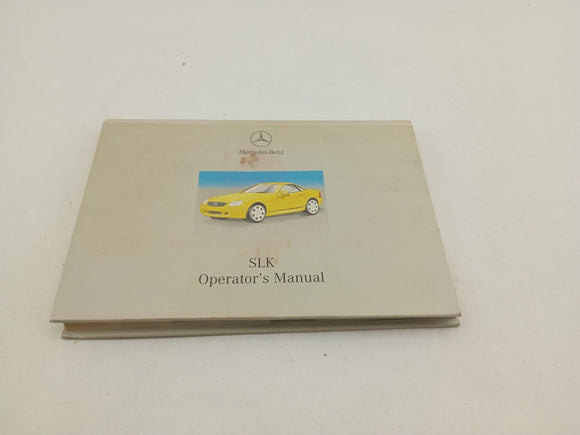 Mercedes-Benz
SLK
Operator's Manual